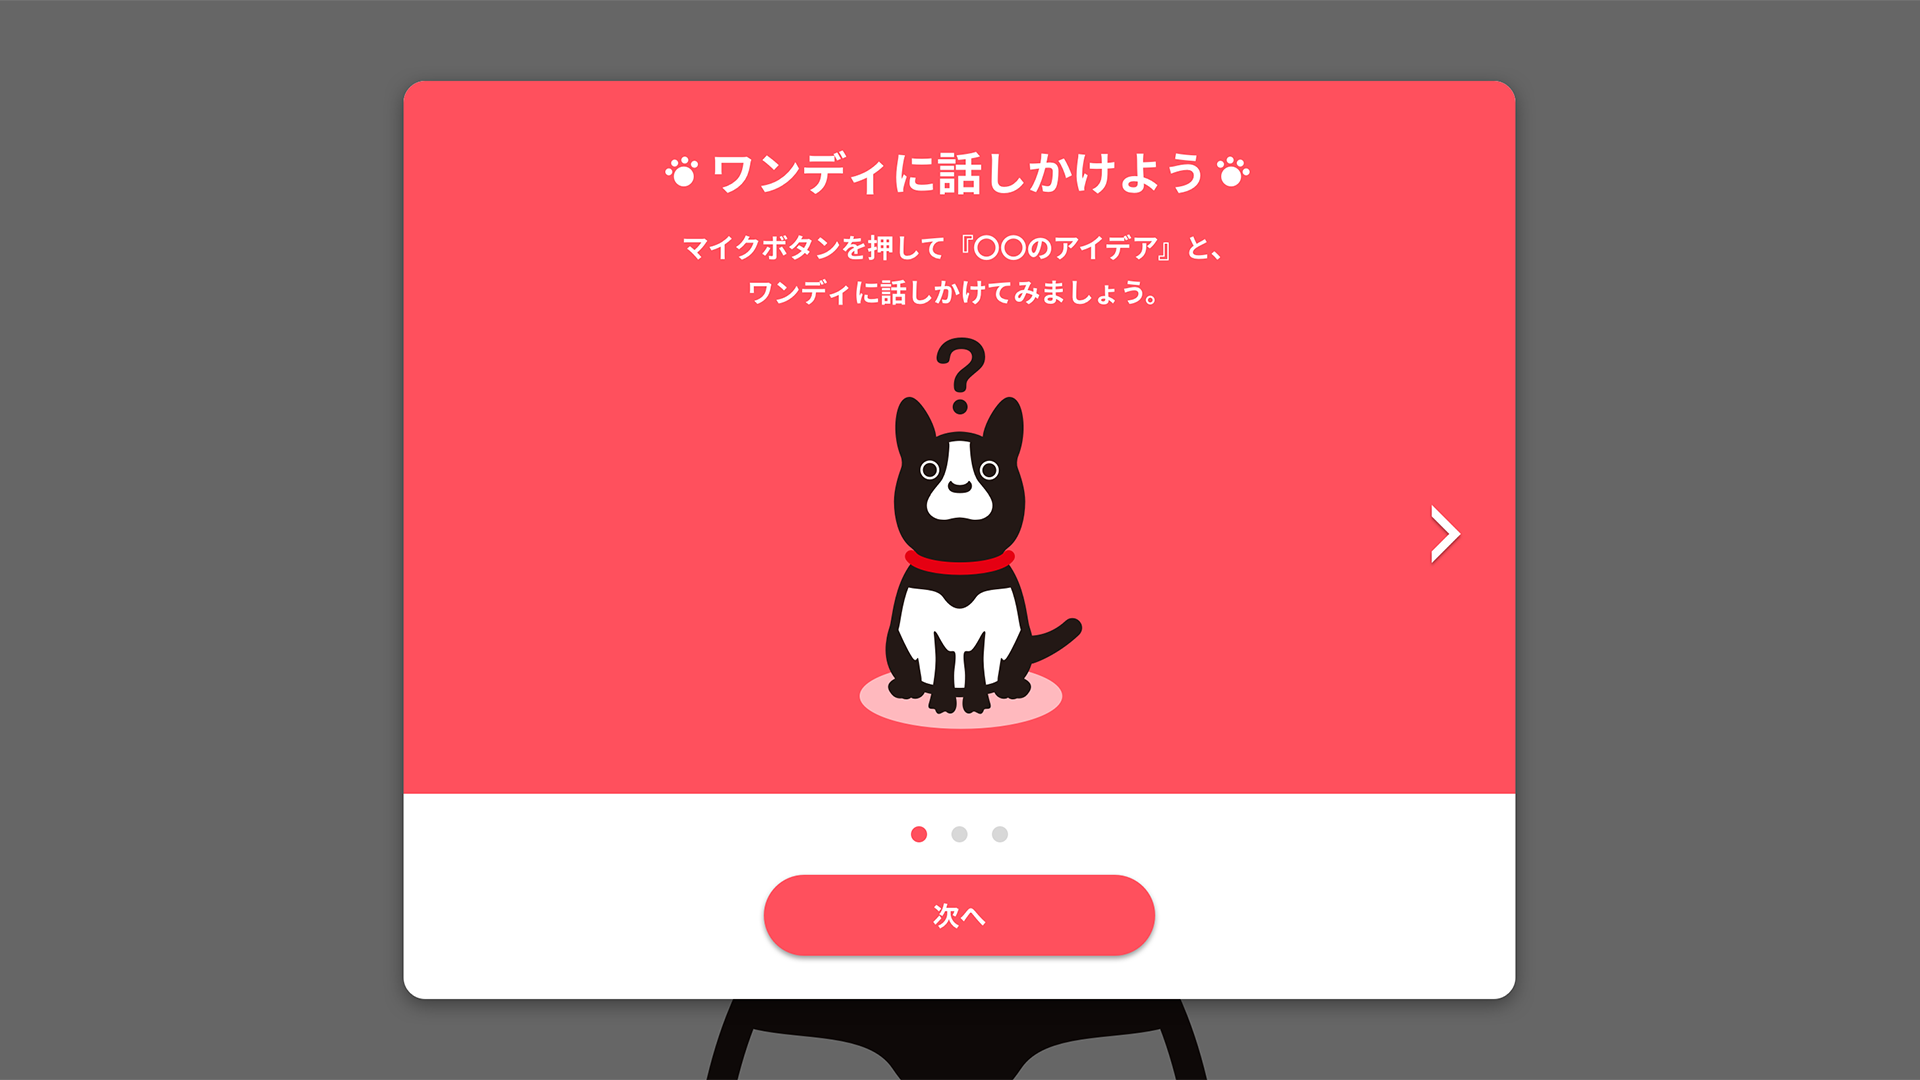 ワンディに話しかけよう
マイクボタンを押して『〇〇のアイデア』と、
ワンディに話しかけてみましょう。
?
次へ